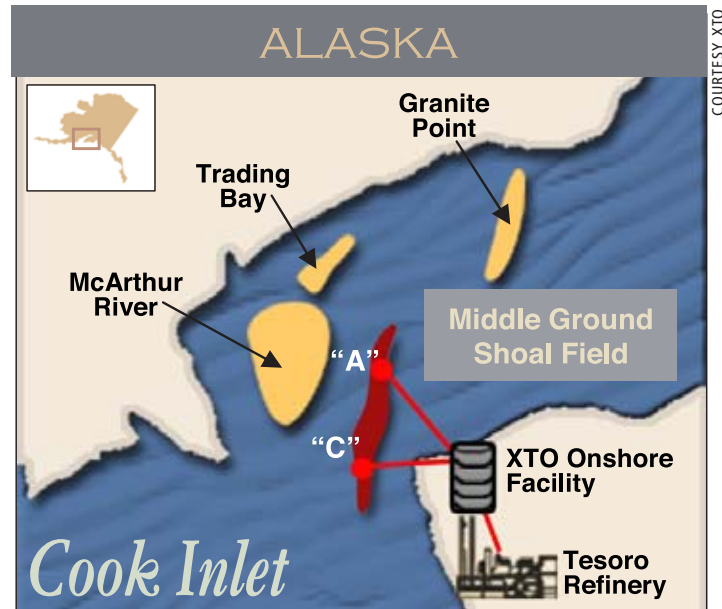 ALASKA
COURTESY XTO
Granite
Point
Trading
Bay
McArthur
River
Middle Ground
Shoal Field
“A”
“C”
XTO Onshore
Facility
Cook Inlet
Tesoro
Refinery